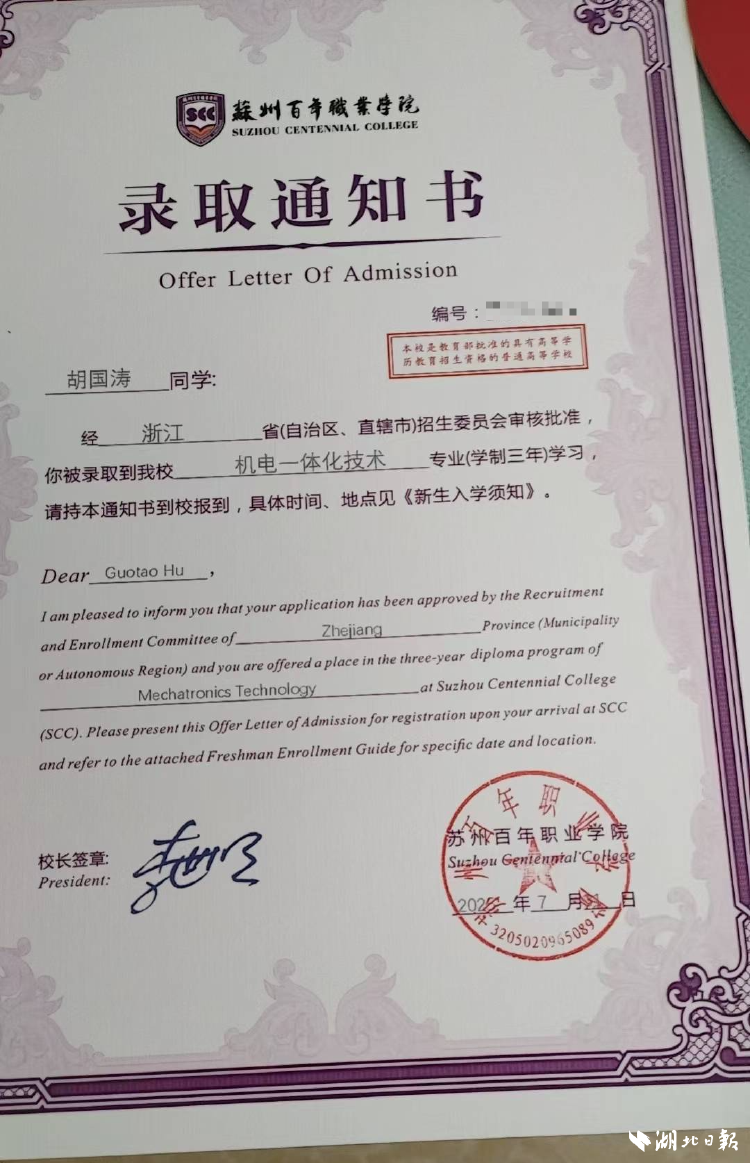 蘇州百年職業学院
SUZHOU CENTENNIAL COLLEGE
录取通知书
Offer Letter Of Admission
编号:
本校是教育部批准的具有高等学
历教育招生资格的普通高等学校
胡国涛同学:
经 浙江 省(自治区、直辖市)招生委员会审核批准,
你被录取到我校 机电一体化技术 专业(学制三年)学习,
请持本通知书到校报到,具体时间、地点见《新生入学须知》。
Dear Guotao Hu,
I am pleased to inform you that your application has been approved by the Recruitment
and Enrollment Committee of Zhejiang Province (Municipality
or Autonomous Region) and you are offered a place in the three-year diploma program of
Mechatronics Technology at Suzhou Centennial College
(SCC). Please present this Offer Letter of Admission for registration upon your arrival at SCC
and refer to the attached Freshman Enrollment Guide for specific date and location.
校长签章:
President:
苏州百年职业学院
Suzhou Centennial College
年 7 月 日
3205020965089
湖北日报